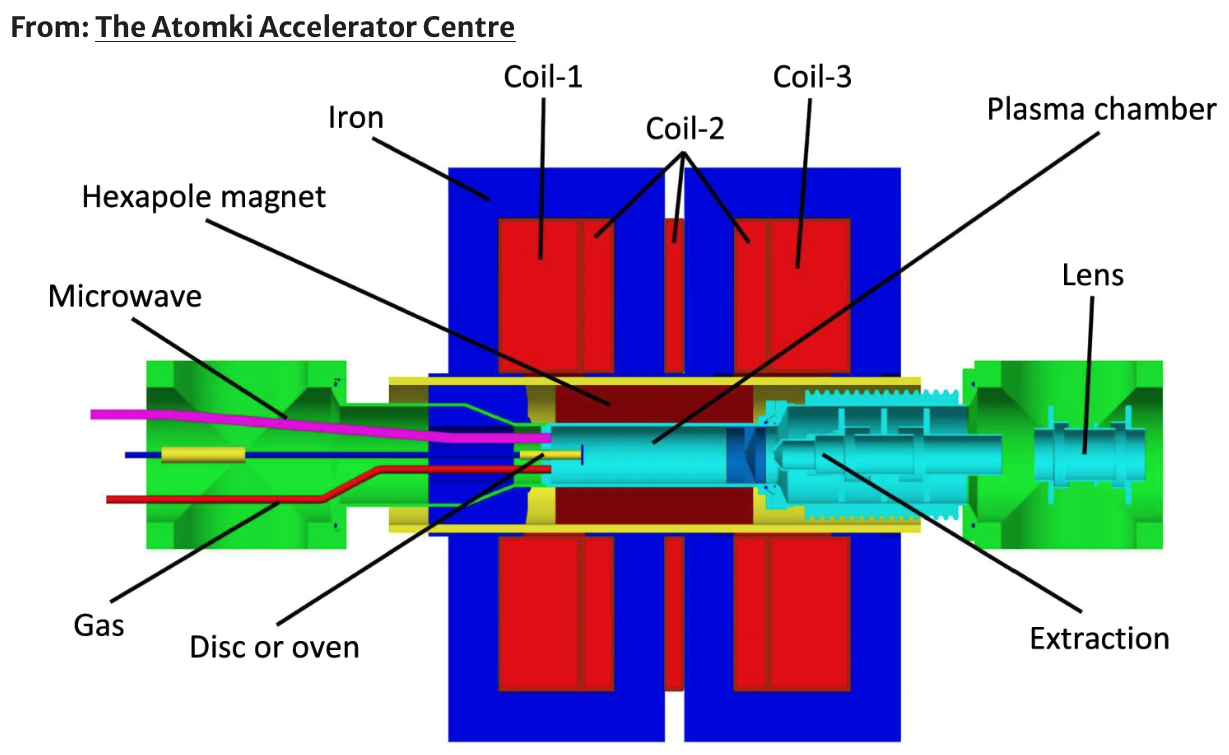 From: The Atomki Accelerator Centre
Coil-1
Coil-3
Plasma chamber
Iron
Coil-2
Hexapole magnet
Lens
Microwave
Gas
Disc or oven
Extraction